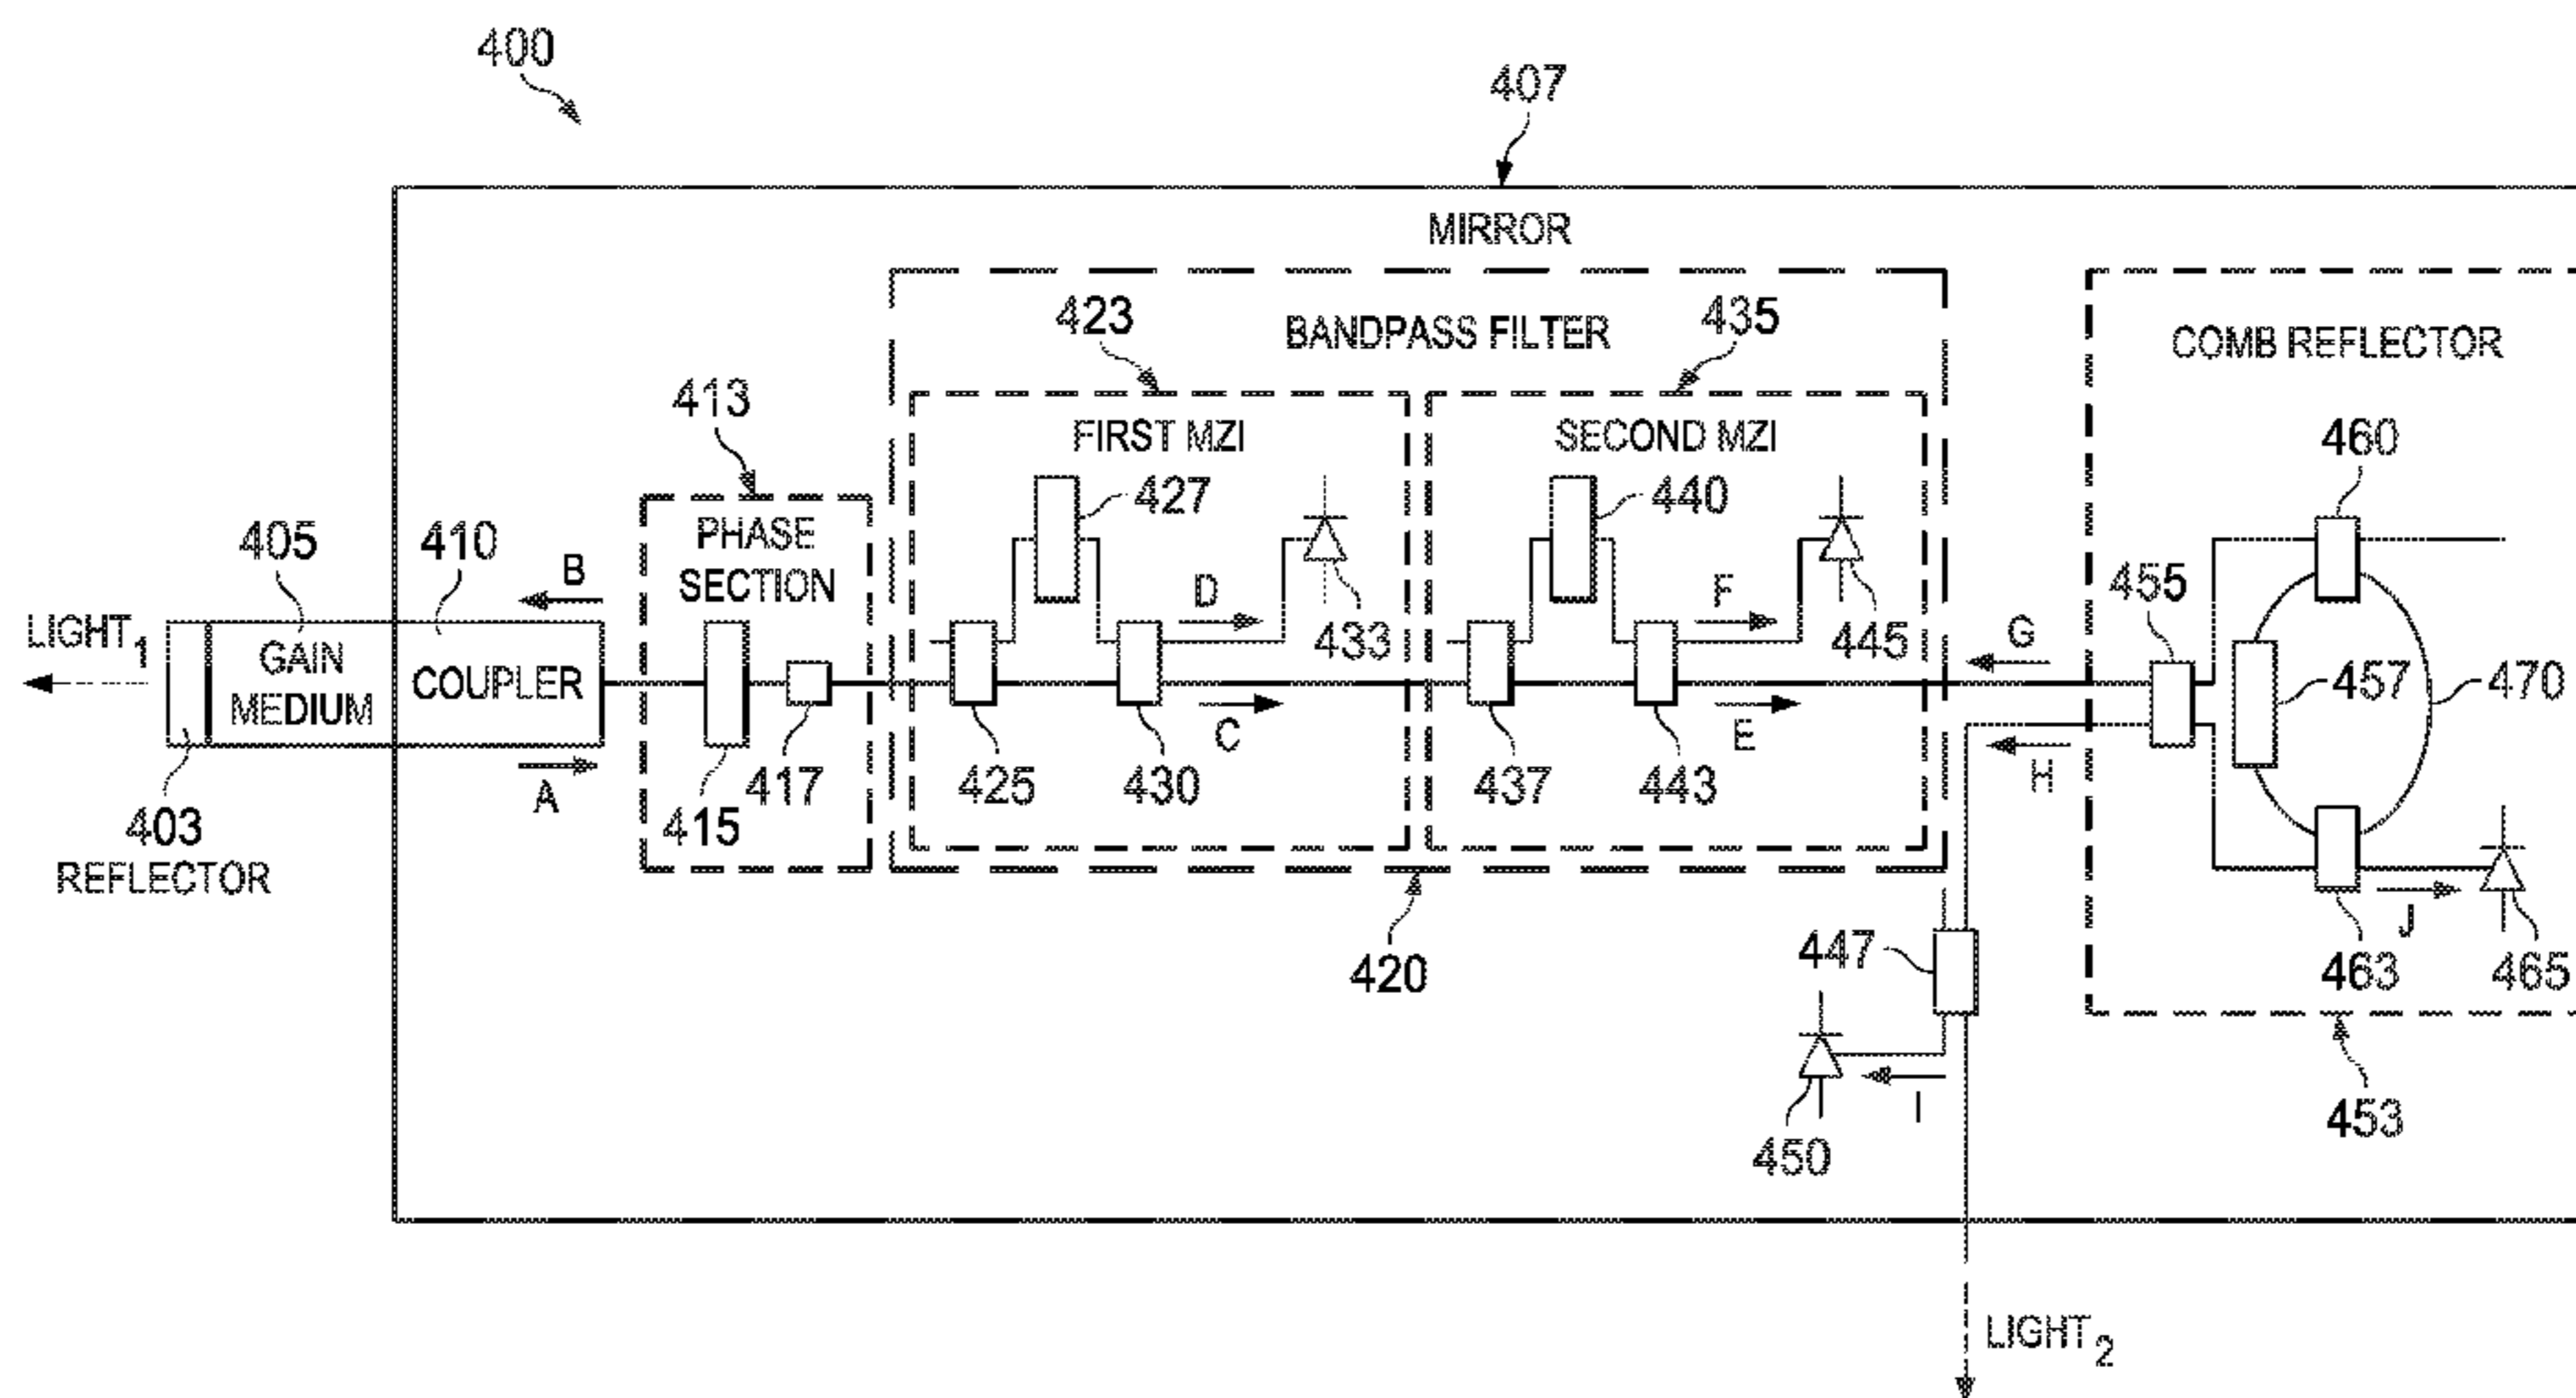 400
407
MIRROR
423
BANDPASS FILTER
435
COMB REFLECTOR
413
FIRST MZI
SECOND MZI
460
427
440
PHASE
SECTION
405
410
B
455
D
F
LIGHT1
GAIN
MEDIUM
COUPLER
433
445
G
457
470
A
417
425
430
C
437
443
E
H
403
REFLECTOR
415
J
447
420
463
465
I
450
453
LIGHT2